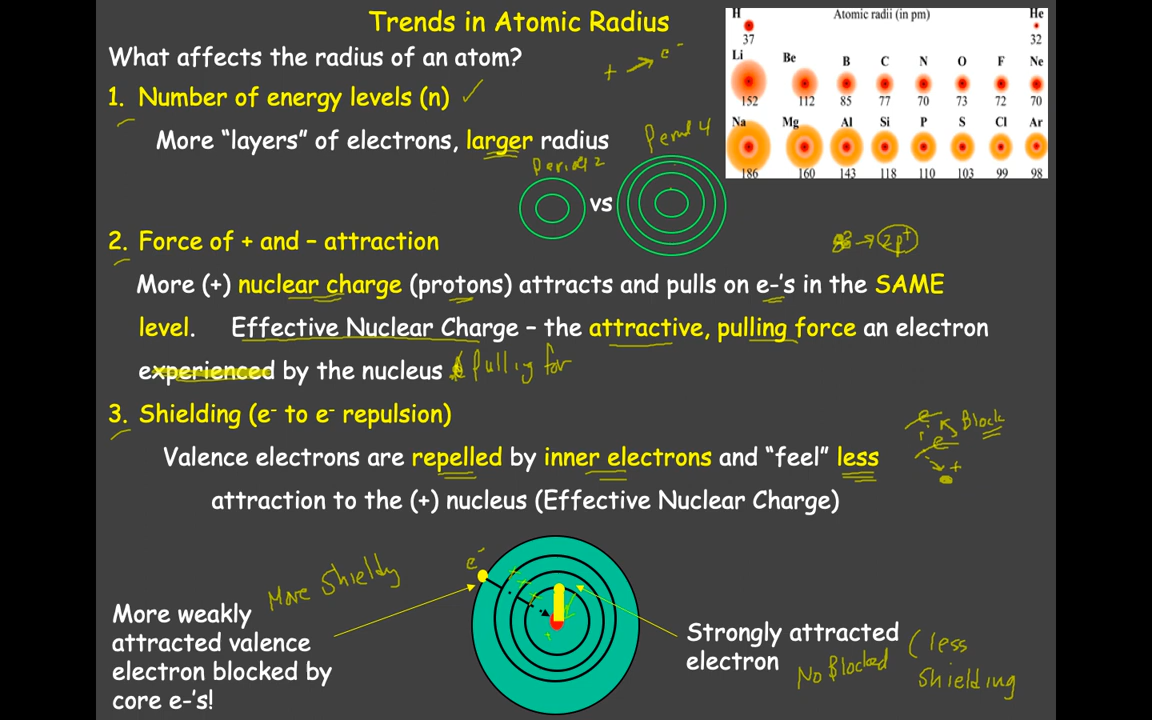 Trends in Atomic Radius
What affects the radius of an atom?
+ → e⁻
1. Number of energy levels (n) ✓
More “layers” of electrons, larger radius
Period 2
vs
Period 4
H Atomic radii (in pm) He
37 32
Li Be B C N O F Ne
152 112 85 77 70 73 72 70
Na Mg Al Si P S Cl Ar
186 160 143 118 110 103 99 98
2. Force of + and – attraction
→ 2p⁺
More (+) nuclear charge (protons) attracts and pulls on e-’s in the SAME
level. Effective Nuclear Charge – the attractive, pulling force an electron
experienced by the nucleus Pulling for
3. Shielding (e⁻ to e⁻ repulsion)
e Block
e
+
Valence electrons are repelled by inner electrons and “feel” less
attraction to the (+) nucleus (Effective Nuclear Charge)
e⁻
More Shieldy
More weakly
attracted valence
electron blocked by
core e-’s!
Strongly attracted
electron
No Blocked
(less
Shielding